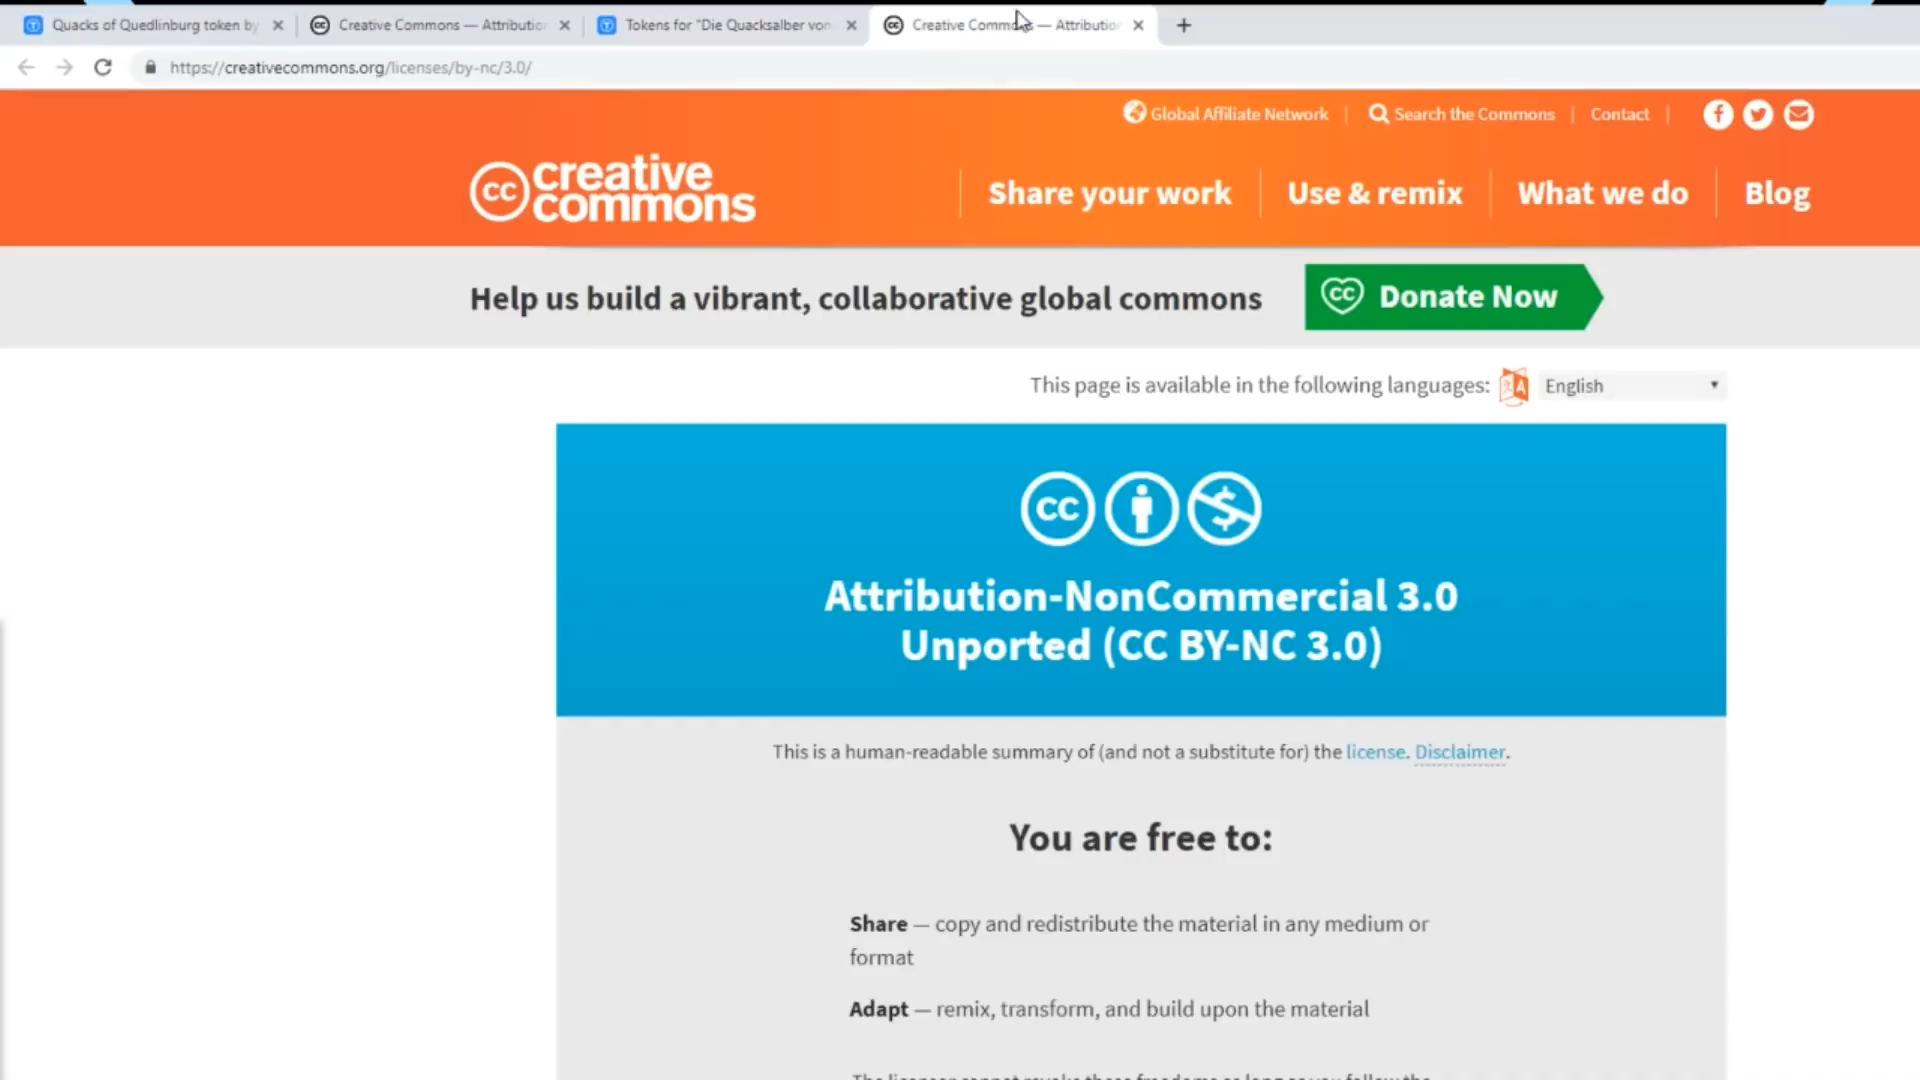 Quacks of Quedlinburg token by
Creative Commons — Attribution
Tokens for "Die Quacksalber von
Creative Commons — Attribution
https://creativecommons.org/licenses/by-nc/3.0/
Global Affiliate Network
Search the Commons
Contact
cc creative commons
Share your work
Use & remix
What we do
Blog
Help us build a vibrant, collaborative global commons
cc Donate Now
This page is available in the following languages:
English
cc
Attribution-NonCommercial 3.0
Unported (CC BY-NC 3.0)
This is a human-readable summary of (and not a substitute for) the license. Disclaimer.
You are free to:
Share — copy and redistribute the material in any medium or
format
Adapt — remix, transform, and build upon the material